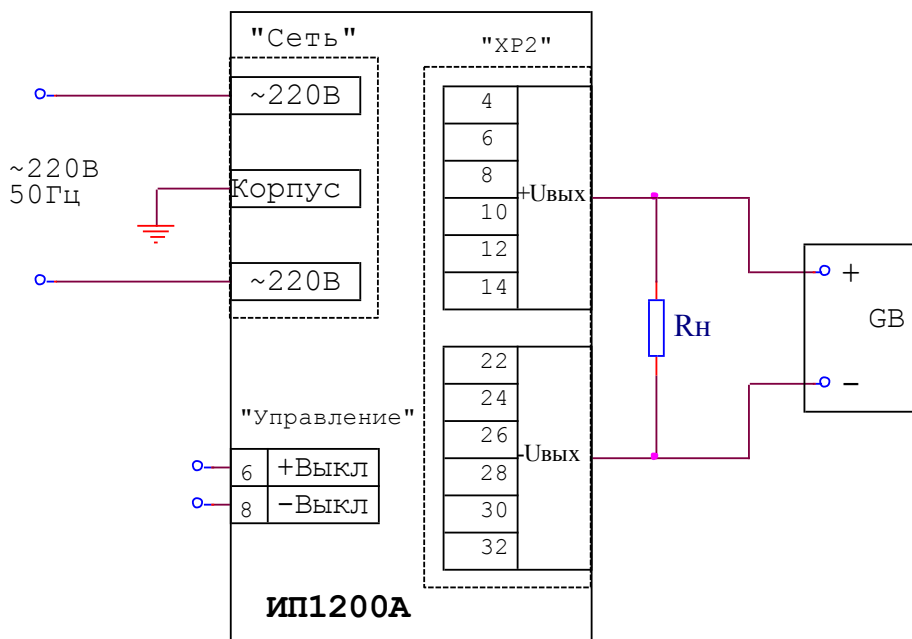 "Сеть"
~220В
Корпус
~220В
~220В
50Гц
"Управление"
6 +Выкл
8 -Выкл
ИП1200А
"ХР2"
4
6
8
10
12
14
+Uвых
22
24
26
28
30
32
-Uвых
Rн
+
GB
-